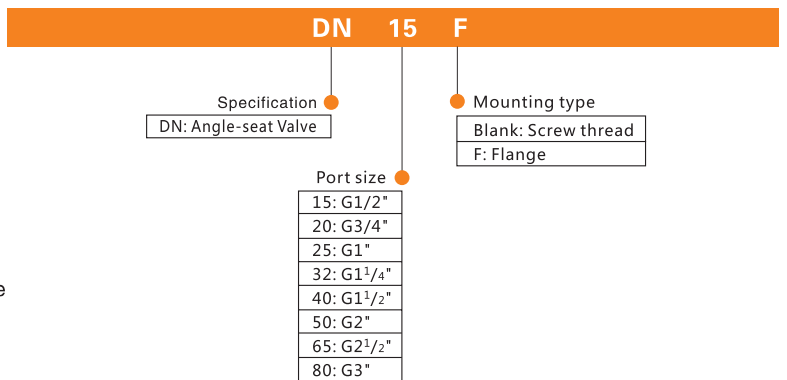 DN 15 F
Specification
DN: Angle-seat Valve
Mounting type
Blank: Screw thread
F: Flange
Port size
15: G1/2"
20: G3/4"
25: G1"
32: G1¹/₄"
40: G1¹/₂"
50: G2"
65: G2¹/₂"
80: G3"
e